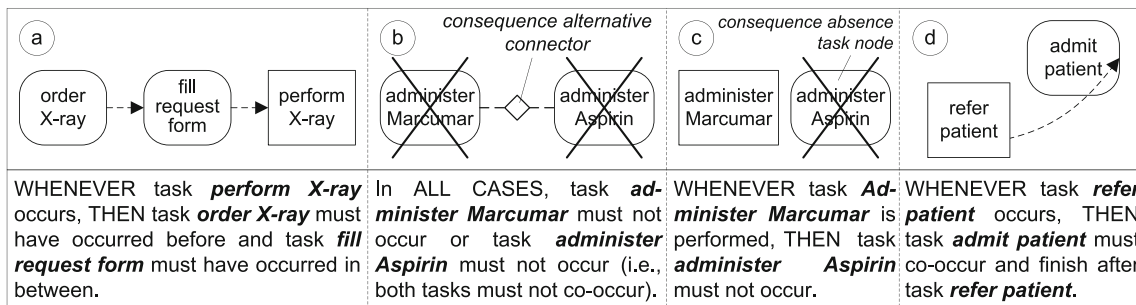 a
order
X-ray
fill
request
form
perform
X-ray
b
consequence alternative
connector
administer
Marcumar
administer
Aspirin
c
consequence absence
task node
administer
Marcumar
administer
Aspirin
d
admit
patient
refer
patient
WHENEVER task perform X-ray
occurs, THEN task order X-ray must
have occurred before and task fill
request form must have occurred in
between.
In ALL CASES, task ad-
minister Marcumar must not
occur or task administer
Aspirin must not occur (i.e.,
both tasks must not co-occur).
WHENEVER task Ad-
minister Marcumar is
performed, THEN task
administer Aspirin
must not occur.
WHENEVER task refer
patient occurs, THEN
task admit patient must
co-occur and finish after
task refer patient.